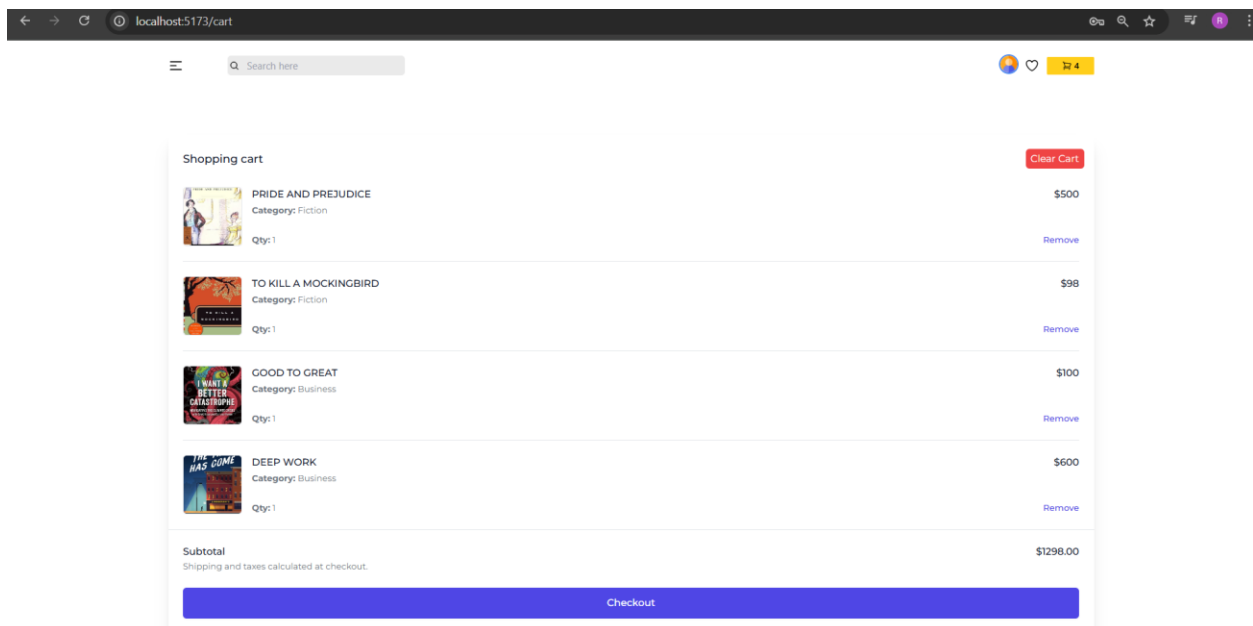 localhost:5173/cart
R
Search here
4
Shopping cart
Clear Cart
PRIDE AND PREJUDICE
$500
Category: Fiction
Qty: 1
Remove
TO KILL A MOCKINGBIRD
$98
Category: Fiction
TO KILL A
MOCKINGBIRD
Qty: 1
Remove
GOOD TO GREAT
$100
I WANT A
BETTER
CATASTROPHE
Category: Business
Qty: 1
Remove
HAS COME
DEEP WORK
$600
Category: Business
Qty: 1
Remove
Subtotal
$1298.00
Shipping and taxes calculated at checkout.
Checkout